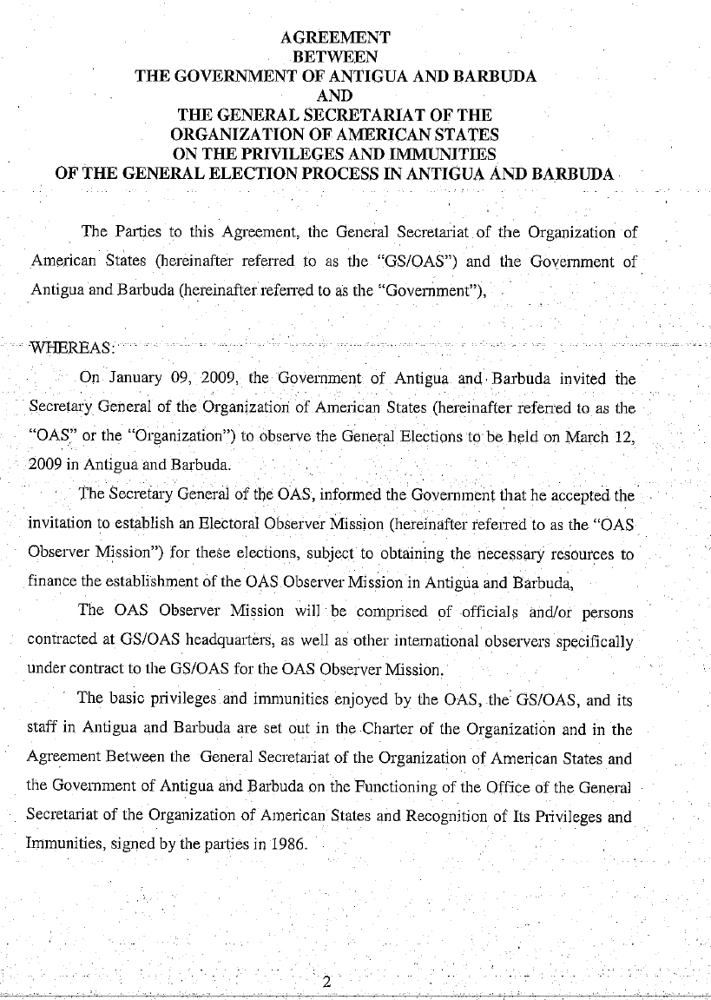 AGREEMENT
BETWEEN
THE GOVERNMENT OF ANTIGUA AND BARBUDA
AND
THE GENERAL SECRETARIAT OF THE
ORGANIZATION OF AMERICAN STATES
ON THE PRIVILEGES AND IMMUNITIES
OF THE GENERAL ELECTION PROCESS IN ANTIGUA AND BARBUDA
The Parties to this Agreement, the General Secretariat of the Organization of
American States (hereinafter referred to as the “GS/OAS”) and the Government of
Antigua and Barbuda (hereinafter referred to as the “Government”),
WHEREAS:
On January 09, 2009, the Government of Antigua and Barbuda invited the
Secretary General of the Organization of American States (hereinafter referred to as the
“OAS” or the “Organization”) to observe the General Elections to be held on March 12,
2009 in Antigua and Barbuda.
The Secretary General of the OAS, informed the Government that he accepted the
invitation to establish an Electoral Observer Mission (hereinafter referred to as the “OAS
Observer Mission”) for these elections, subject to obtaining the necessary resources to
finance the establishment of the OAS Observer Mission in Antigua and Barbuda,
The OAS Observer Mission will be comprised of officials and/or persons
contracted at GS/OAS headquarters, as well as other international observers specifically
under contract to the GS/OAS for the OAS Observer Mission.
The basic privileges and immunities enjoyed by the OAS, the GS/OAS, and its
staff in Antigua and Barbuda are set out in the Charter of the Organization and in the
Agreement Between the General Secretariat of the Organization of American States and
the Government of Antigua and Barbuda on the Functioning of the Office of the General
Secretariat of the Organization of American States and Recognition of Its Privileges and
Immunities, signed by the parties in 1986.
2